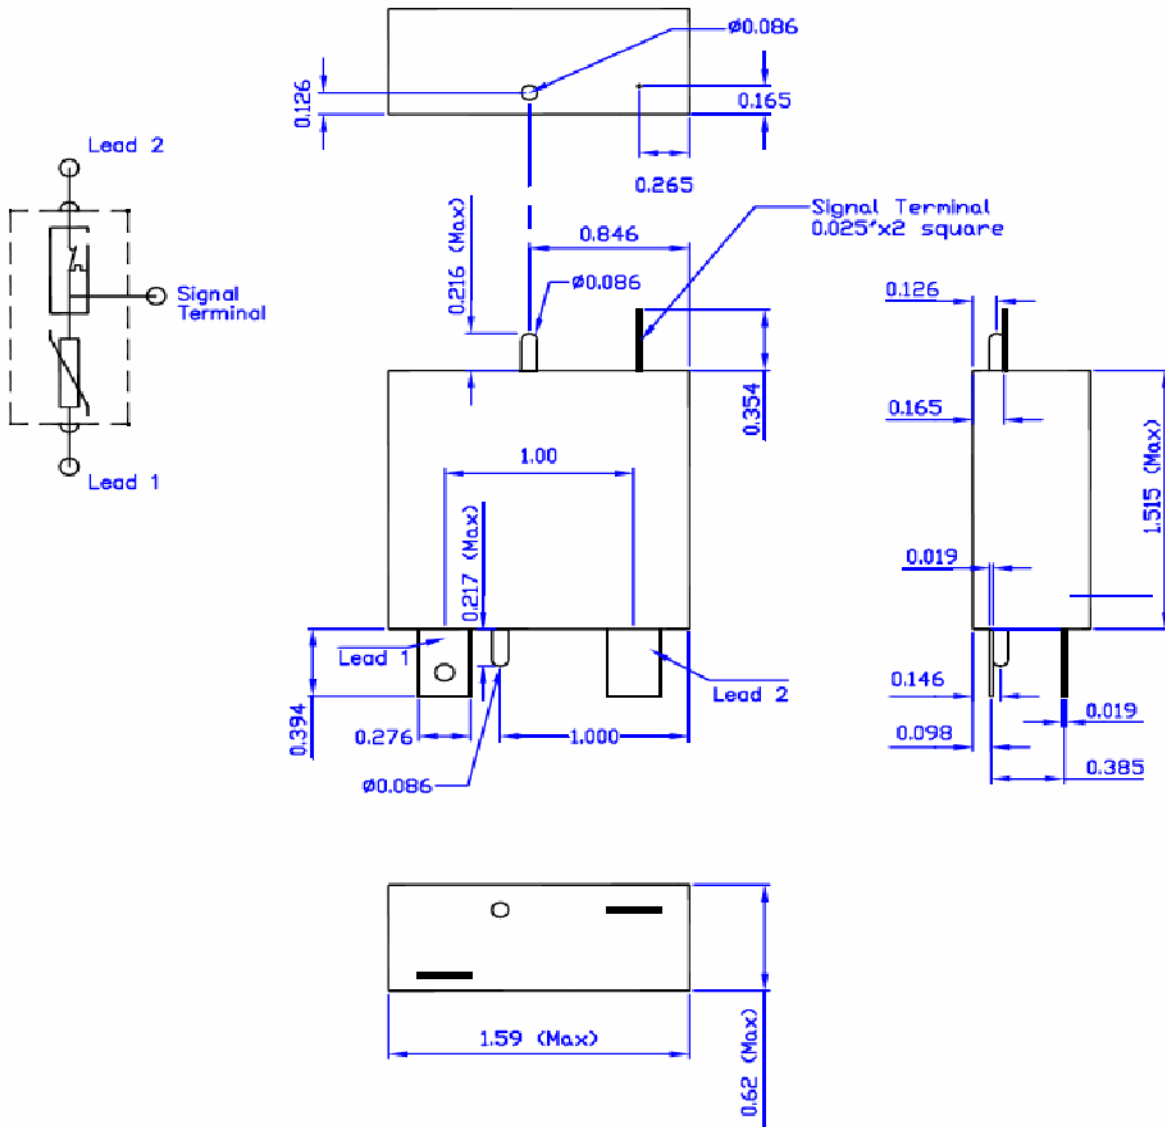 Ø0.086
0.126
0.165
0.265
Lead 2
Signal
Terminal
Lead 1
0.216 (Max)
0.846
Signal Terminal
0.025"x2 square
Ø0.086
0.354
1.00
0.217 (Max)
Lead 1
Lead 2
0.394
0.276
1.000
Ø0.086
0.126
0.165
1.515 (Max)
0.019
0.146
0.019
0.098
0.385
1.59 (Max)
0.62 (Max)